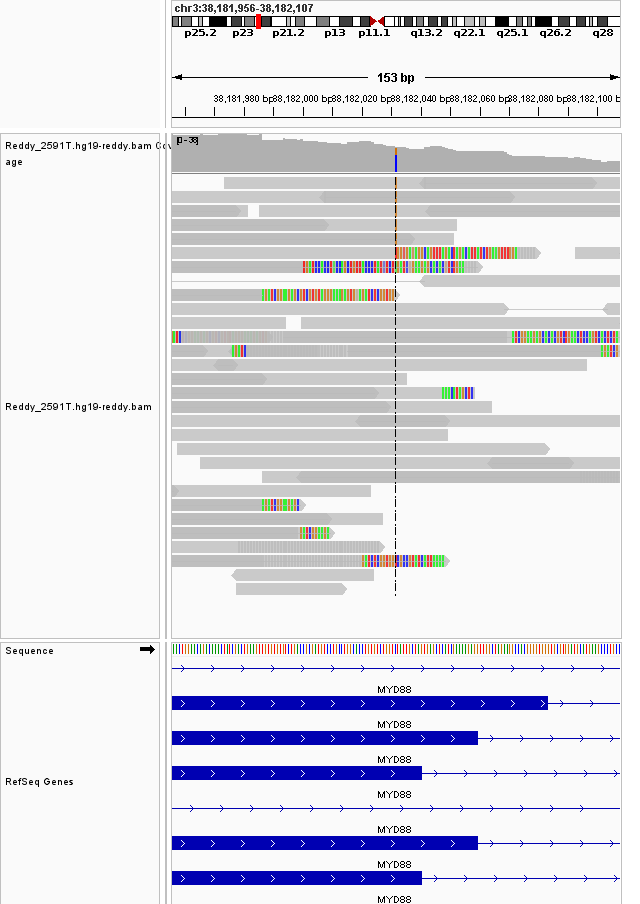 chr3:38,181,956-38,182,107
p25.2 p23 p21.2 p13 p11.1 q13.2 q22.1 q25.1 q26.2 q28
153 bp
38,181,980 bp 38,182,000 bp 38,182,020 bp 38,182,040 bp 38,182,060 bp 38,182,080 bp 38,182,100 b
Reddy_2591T.hg19-reddy.bam Cov
age
[0 - 38]
Reddy_2591T.hg19-reddy.bam
Sequence
MYD88
MYD88
MYD88
RefSeq Genes
MYD88
MYD88
MYD88
MYD88